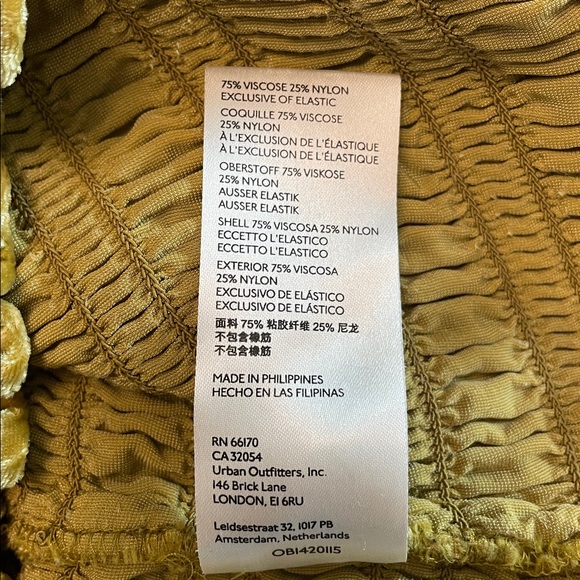 75% VISCOSE 25% NYLON
EXCLUSIVE OF ELASTIC
COQUILLE 75% VISCOSE
25% NYLON
À L'EXCLUSION DE L'ÉLASTIQUE
À L'EXCLUSION DE L'ÉLASTIQUE
OBERSTOFF 75% VISKOSE
25% NYLON
AUSSER ELASTIK
AUSSER ELASTIK
SHELL 75% VISCOSA 25% NYLON
ECCETTO L'ELASTICO
ECCETTO L'ELASTICO
EXTERIOR 75% VISCOSA
25% NYLON
EXCLUSIVO DE ELÁSTICO
EXCLUSIVO DE ELÁSTICO
面料 75% 粘胶纤维 25% 尼龙
不包含橡筋
不包含橡筋
MADE IN PHILIPPINES
HECHO EN LAS FILIPINAS
RN 66170
CA 32054
Urban Outfitters, Inc.
146 Brick Lane
LONDON, E1 6RU
Leidsestraat 32, 1017 PB
Amsterdam, Netherlands
OB1420115